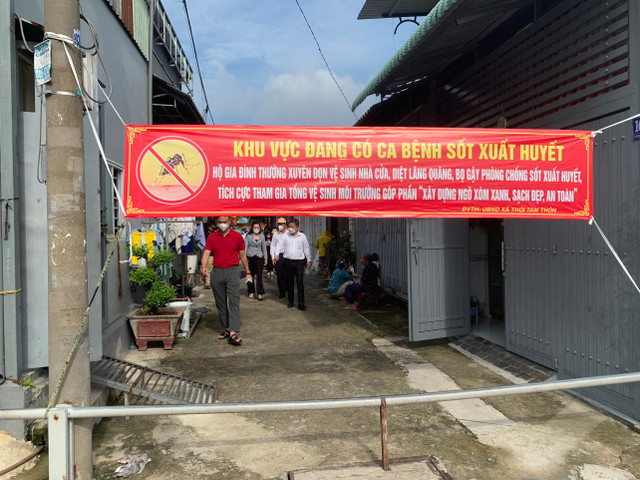 KHU VỰC ĐANG CÓ CA BỆNH SỐT XUẤT HUYẾT
HỘ GIA ĐÌNH THƯỜNG XUYÊN DỌN VỆ SINH NHÀ CỬA, DIỆT LĂNG QUĂNG, BỌ GẬY PHÒNG CHỐNG SỐT XUẤT HUYẾT,
TÍCH CỰC THAM GIA TỔNG VỆ SINH MÔI TRƯỜNG GÓP PHẦN "XÂY DỰNG NGÕ XÓM XANH, SẠCH ĐẸP, AN TOÀN"
ĐVTH: UBND XÃ THỚI TAM THÔN